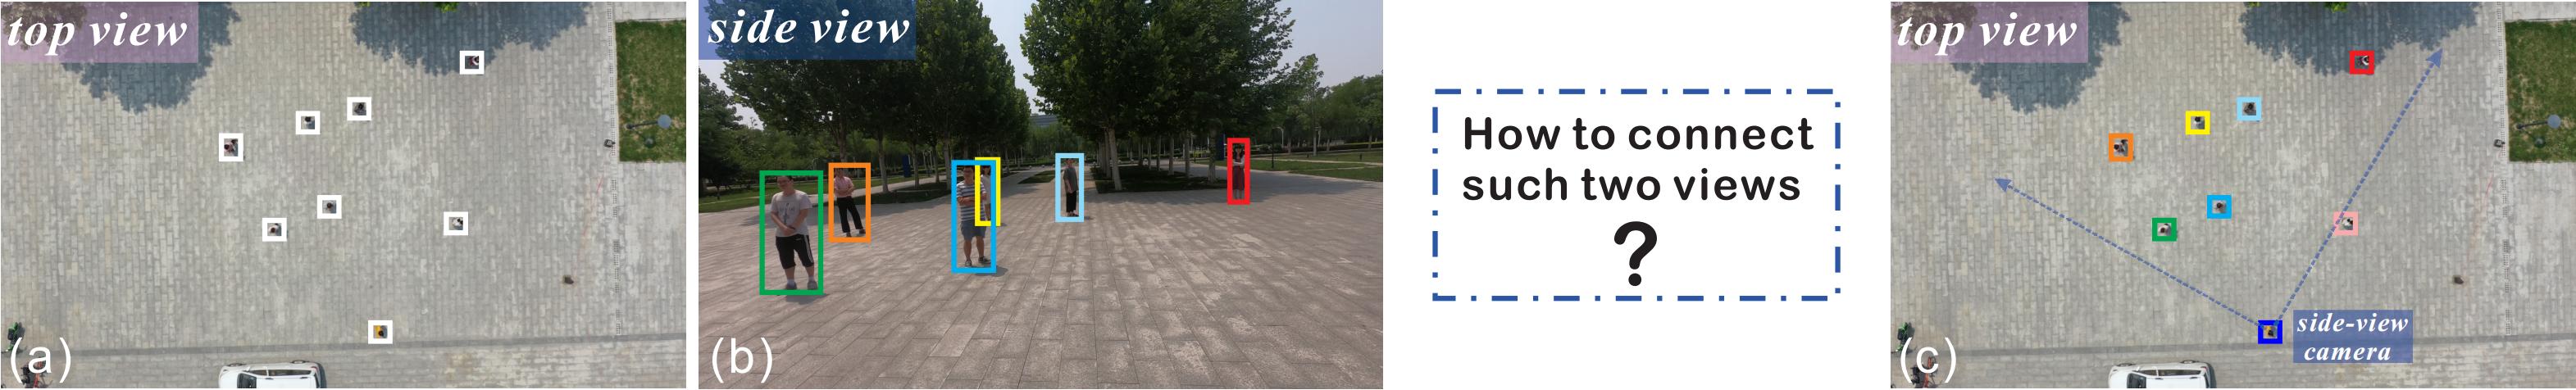 top view
(a)
side view
(b)
How to connect
such two views
?
top view
side-view
camera
(c)